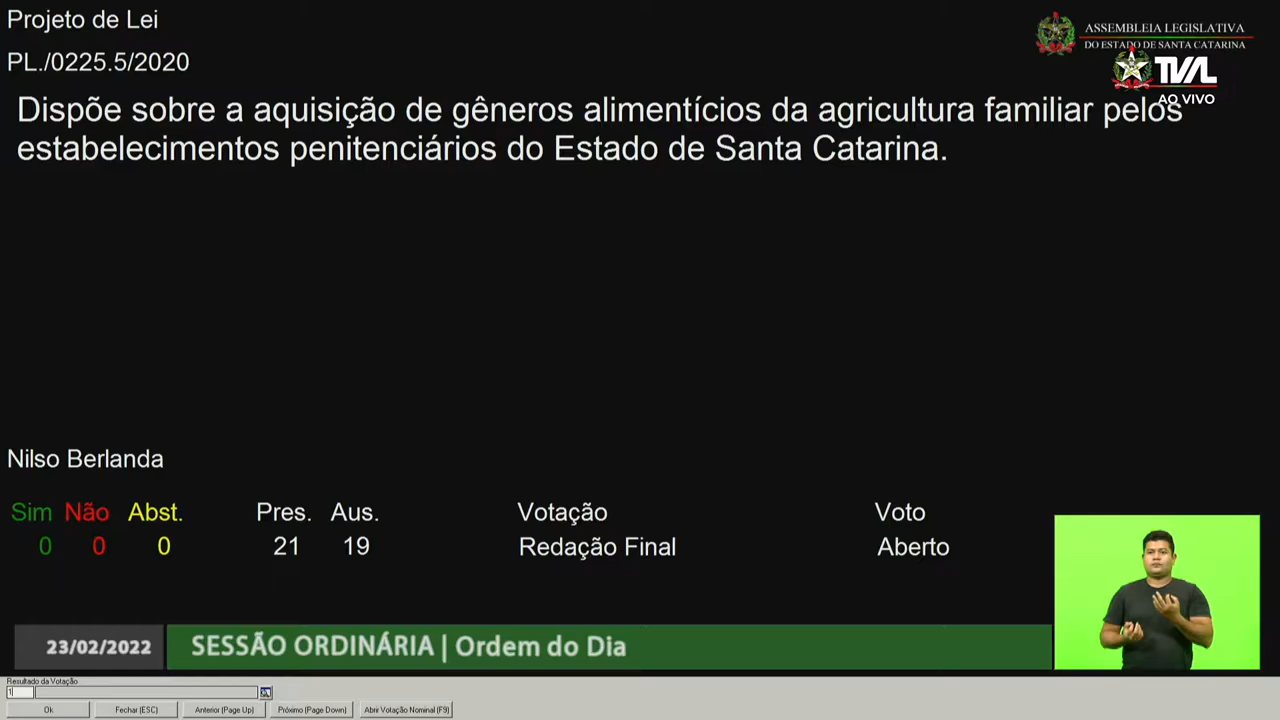 Projeto de Lei
ASSEMBLEIA LEGISLATIVA
DO ESTADO DE SANTA CATARINA
PL./0225.5/2020
TVAL
AO VIVO
Dispõe sobre a aquisição de gêneros alimentícios da agricultura familiar pelos
estabelecimentos penitenciários do Estado de Santa Catarina.
Nilso Berlanda
Sim Não Abst. Pres. Aus. Votação Voto
0 0 0 21 19 Redação Final Aberto
23/02/2022 SESSÃO ORDINÁRIA | Ordem do Dia
Resultado da Votação
1
Ok Fechar (ESC) Anterior (Page Up) Próximo (Page Down) Abrir Votação Nominal (F9)